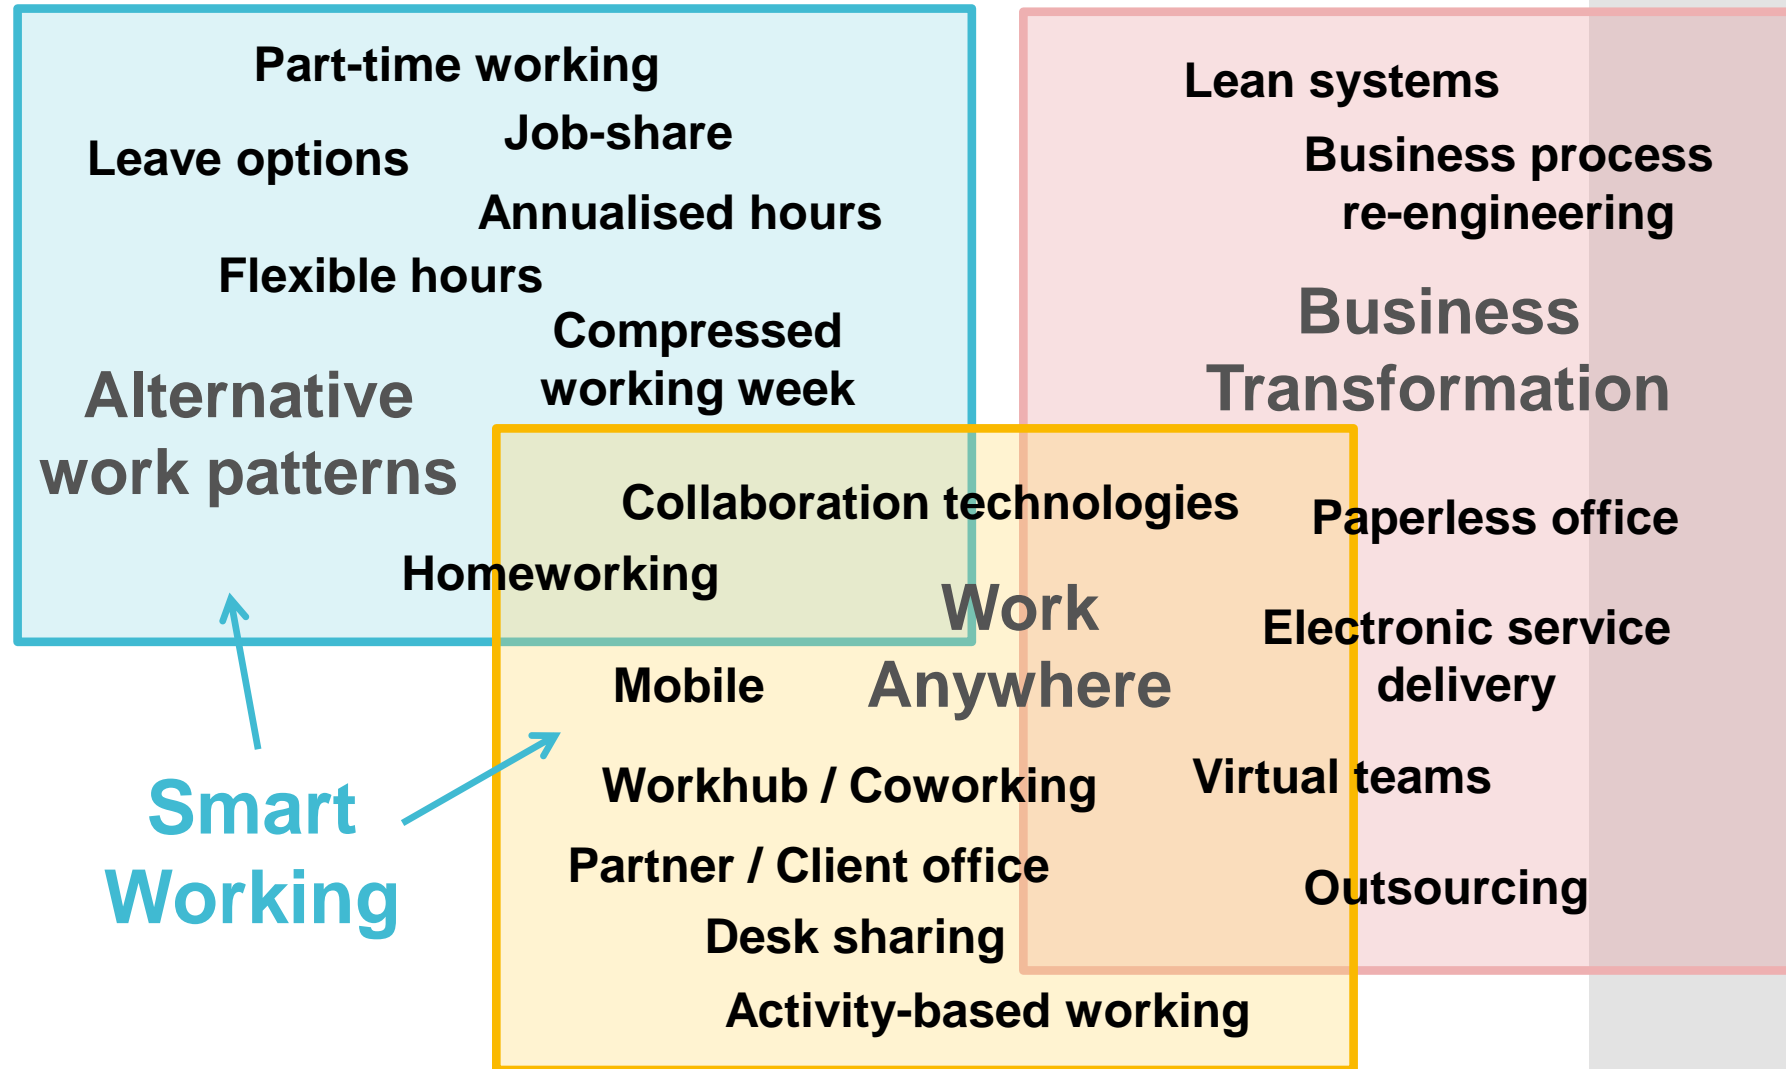 Part-time working
Leave options
Job-share
Annualised hours
Flexible hours
Compressed
working week
Alternative
work patterns
Lean systems
Business process
re-engineering
Business
Transformation
Collaboration technologies
Homeworking
Paperless office
Work
Anywhere
Electronic service
delivery
Mobile
Workhub / Coworking
Virtual teams
Partner / Client office
Outsourcing
Desk sharing
Activity-based working
Smart
Working